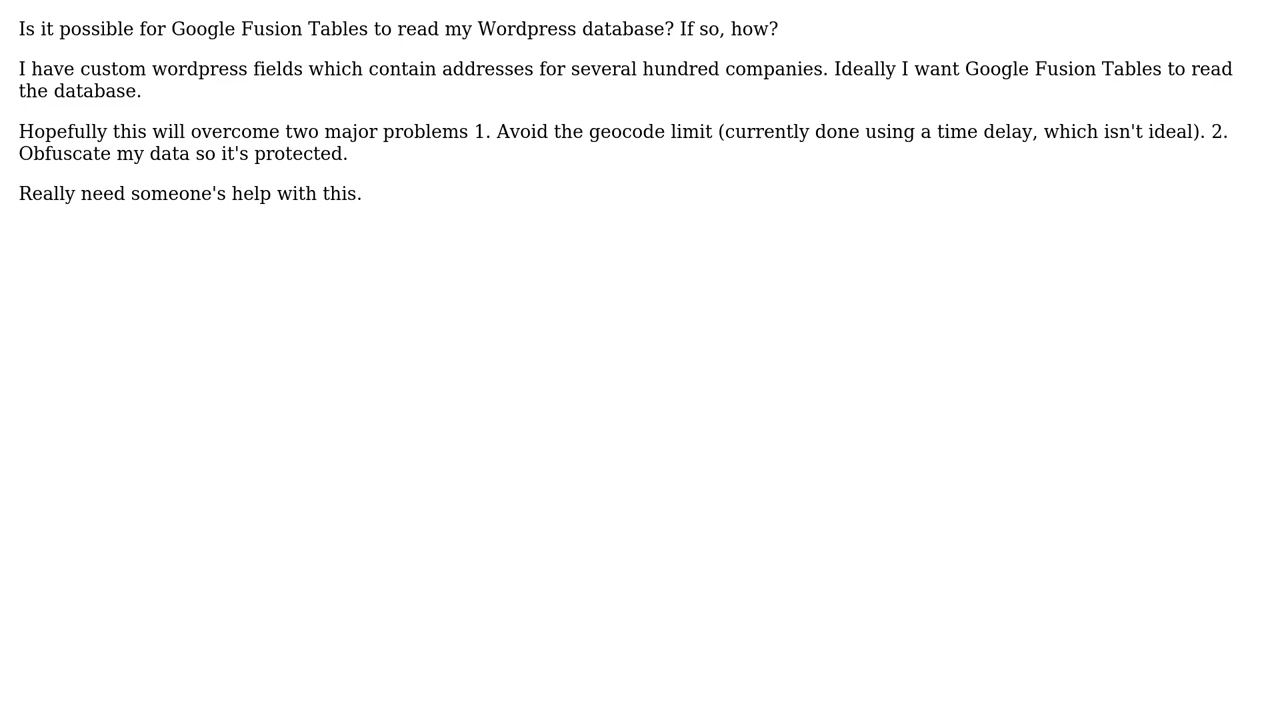 Is it possible for Google Fusion Tables to read my Wordpress database? If so, how?
I have custom wordpress fields which contain addresses for several hundred companies. Ideally I want Google Fusion Tables to read
the database.
Hopefully this will overcome two major problems 1. Avoid the geocode limit (currently done using a time delay, which isn't ideal). 2.
Obfuscate my data so it's protected.
Really need someone's help with this.